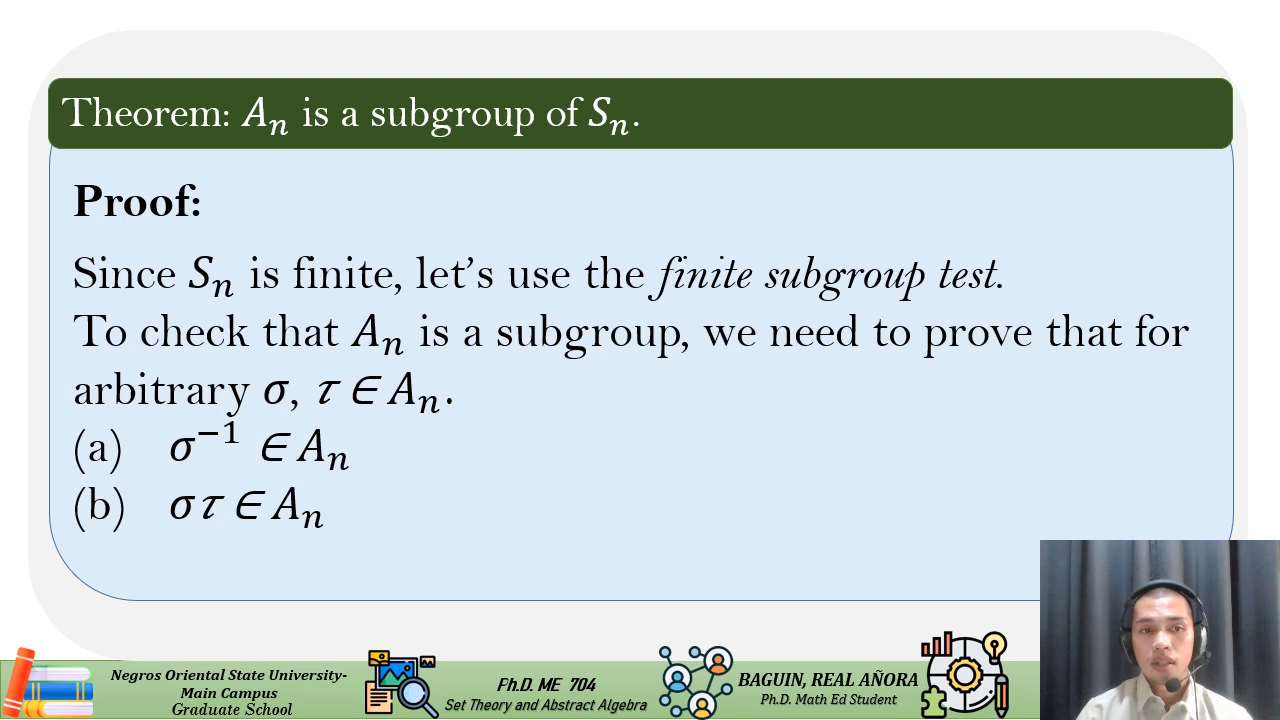 Theorem: Aₙ is a subgroup of Sₙ.
Proof:
Since Sₙ is finite, let's use the finite subgroup test.
To check that Aₙ is a subgroup, we need to prove that for
arbitrary σ, τ ∈ Aₙ.
(a) σ⁻¹ ∈ Aₙ
(b) στ ∈ Aₙ
Negros Oriental State University-
Main Campus
Graduate School
Ph.D. ME 704
Set Theory and Abstract Algebra
BAGUIN, REAL AÑORA
Ph.D. Math Ed Student